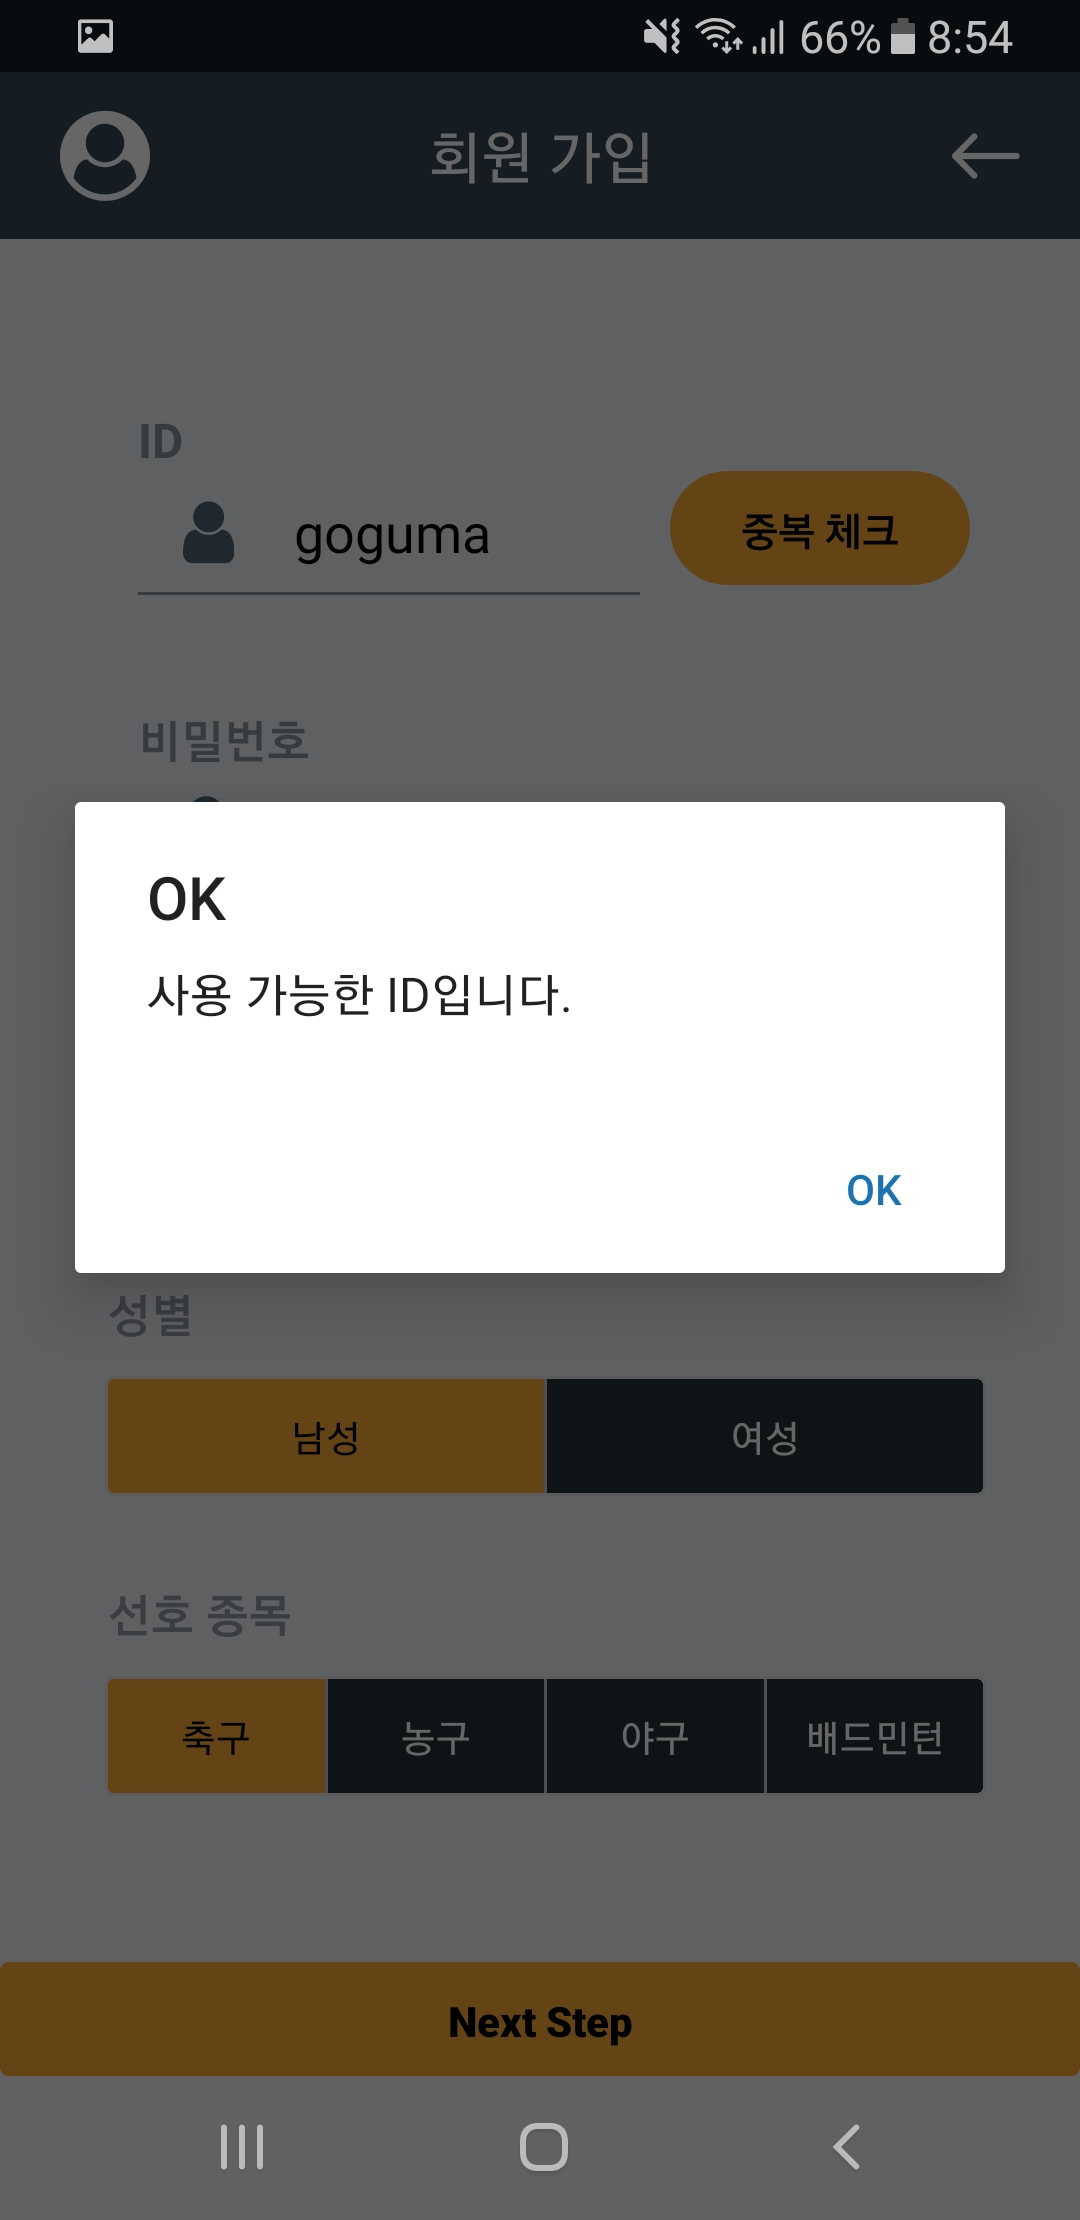 66% 8:54
회원 가입
ID
goguma
중복 체크
비밀번호
OK
사용 가능한 ID입니다.
OK
성별
남성 여성
선호 종목
축구 농구 야구 배드민턴
Next Step